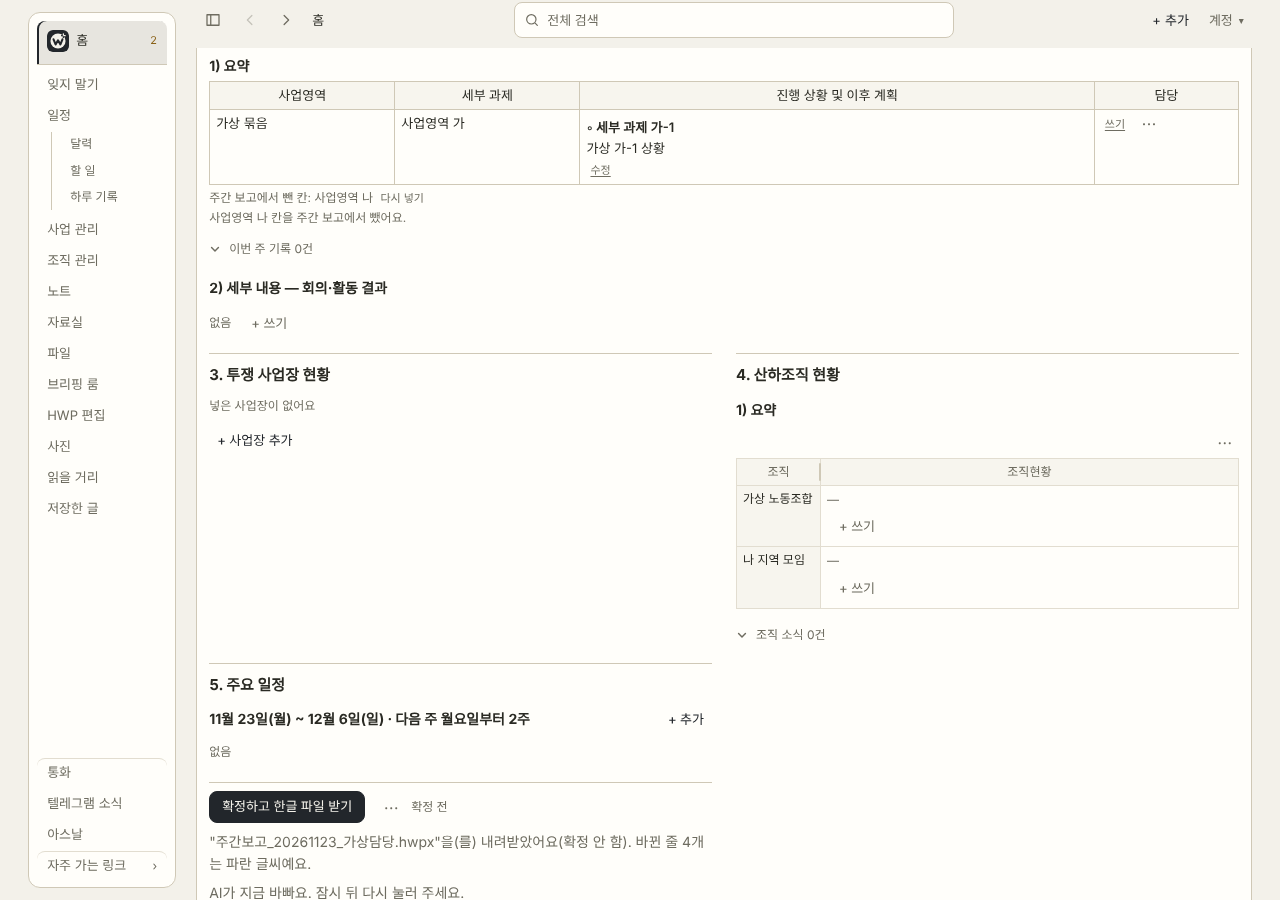 홈
2
잊지 말기
일정
달력
할 일
하루 기록
사업 관리
조직 관리
노트
자료실
파일
브리핑 룸
HWP 편집
사진
읽을 거리
저장한 글
통화
텔레그램 소식
아스날
자주 가는 링크 ›
홈
전체 검색
+ 추가
계정 ▾
1) 요약
사업영역 세부 과제 진행 상황 및 이후 계획 담당
가상 묶음 사업영역 가 ◦ 세부 과제 가-1 쓰기 ···
가상 가-1 상황
수정
주간 보고에서 뺀 칸: 사업영역 나 다시 넣기
사업영역 나 칸을 주간 보고에서 뺐어요.
이번 주 기록 0건
2) 세부 내용 — 회의·활동 결과
없음 + 쓰기
3. 투쟁 사업장 현황
넣은 사업장이 없어요
+ 사업장 추가
4. 산하조직 현황
1) 요약
···
조직 조직현황
가상 노동조합 —
+ 쓰기
나 지역 모임 —
+ 쓰기
조직 소식 0건
5. 주요 일정
11월 23일(월) ~ 12월 6일(일) · 다음 주 월요일부터 2주 + 추가
없음
확정하고 한글 파일 받기 ··· 확정 전
"주간보고_20261123_가상담당.hwpx"을(를) 내려받았어요(확정 안 함). 바뀐 줄 4개
는 파란 글씨예요.
AI가 지금 바빠요. 잠시 뒤 다시 눌러 주세요.